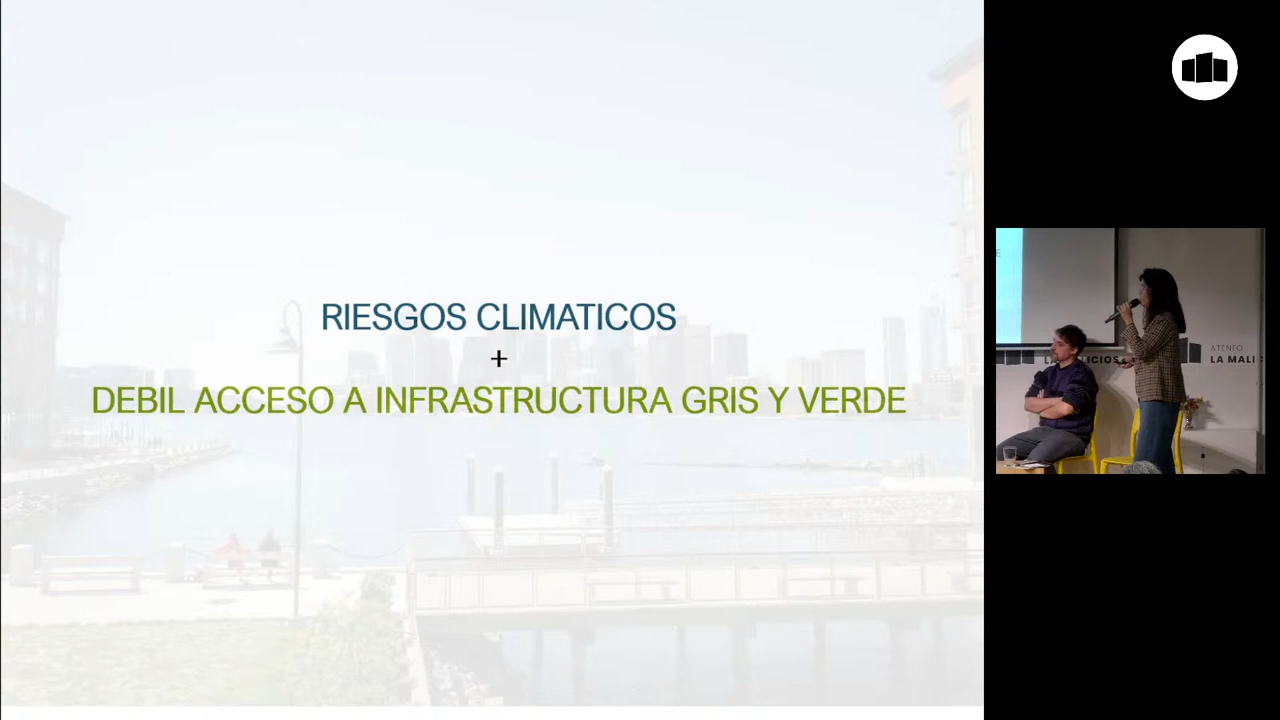 RIESGOS CLIMATICOS
+
DEBIL ACCESO A INFRASTRUCTURA GRIS Y VERDE
ATENEO
LA MALI